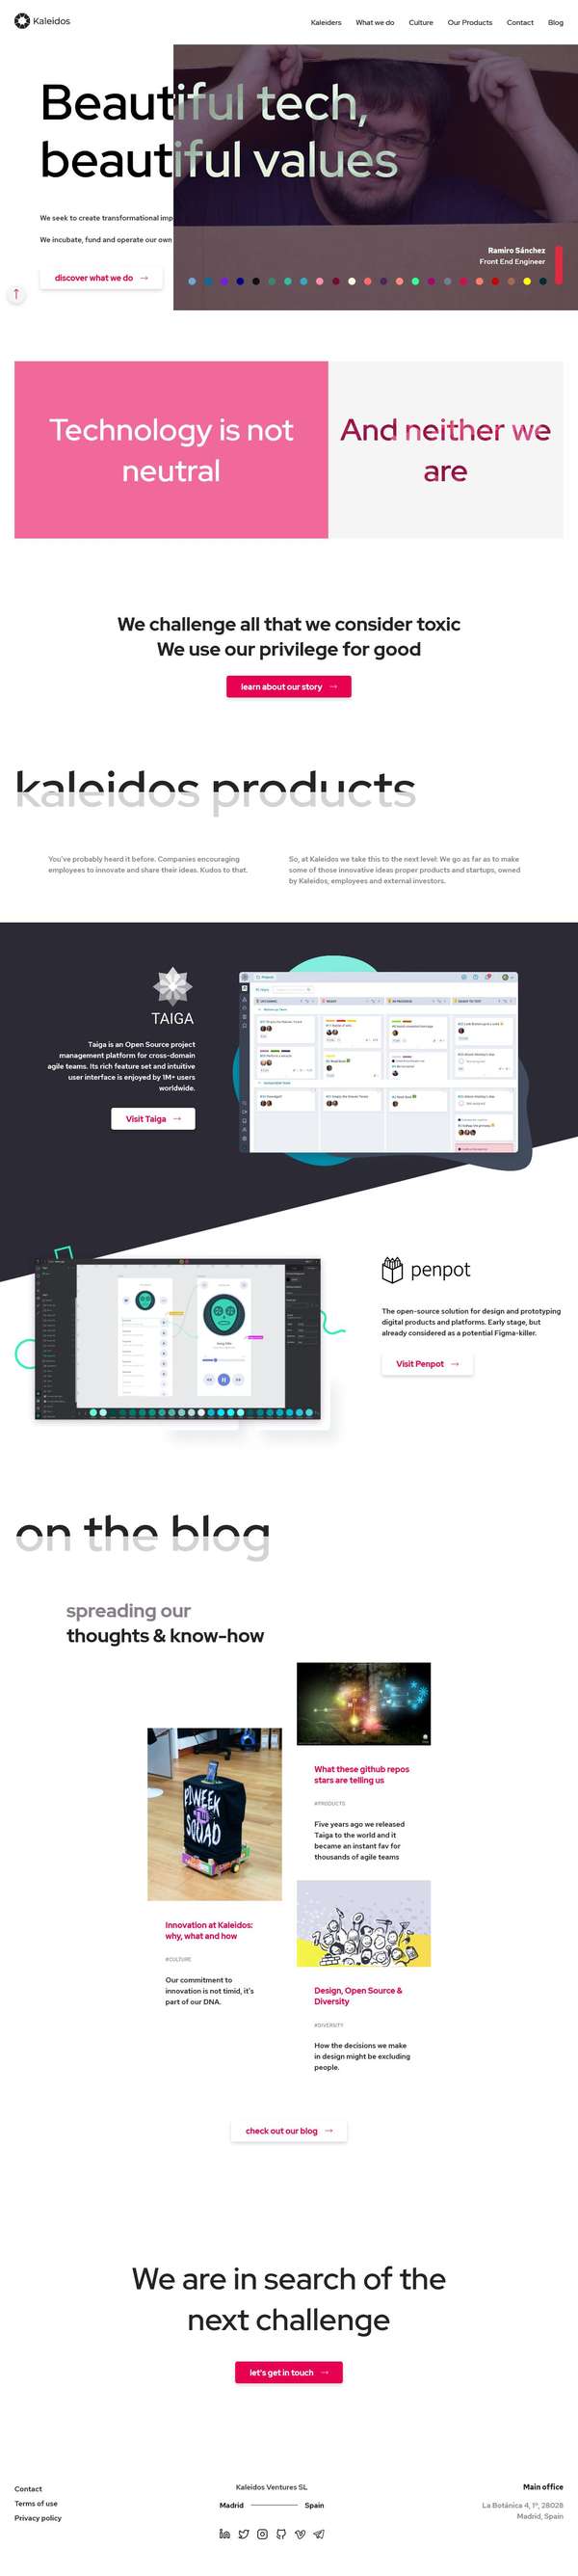 Kaleidos
Kaleiders What we do Culture Our Products Contact Blog
Beautiful tech,
beautiful values
We seek to create transformational imp
We incubate, fund and operate our own
discover what we do →
Ramiro Sánchez
Front End Engineer
Technology is not
neutral
And neither we
are
We challenge all that we consider toxic
We use our privilege for good
learn about our story →
kaleidos products
You've probably heard it before. Companies encouraging
employees to innovate and share their ideas. Kudos to that.
So, at Kaleidos we take this to the next level: We go as far as to make
some of those innovative ideas proper products and startups, owned
by Kaleidos, employees and external investors.
TAIGA
Taiga is an Open Source project
management platform for cross-domain
agile teams. Its rich feature set and intuitive
user interface is enjoyed by 1M+ users
worldwide.
Visit Taiga →
penpot
The open-source solution for design and prototyping
digital products and platforms. Early stage, but
already considered as a potential Figma-killer.
Visit Penpot →
on the blog
spreading our
thoughts & know-how
PIWEEK
SQUAD
Innovation at Kaleidos:
why, what and how
#CULTURE
Our commitment to
innovation is not timid, it's
part of our DNA.
What these github repos
stars are telling us
#PRODUCTS
Five years ago we released
Taiga to the world and it
became an instant fav for
thousands of agile teams
Design, Open Source &
Diversity
#DIVERSITY
How the decisions we make
in design might be excluding
people.
check out our blog →
We are in search of the
next challenge
let's get in touch →
Contact
Terms of use
Privacy policy
Kaleidos Ventures SL
Madrid Spain
Main office
La Botánica 4, 1º, 28028
Madrid, Spain